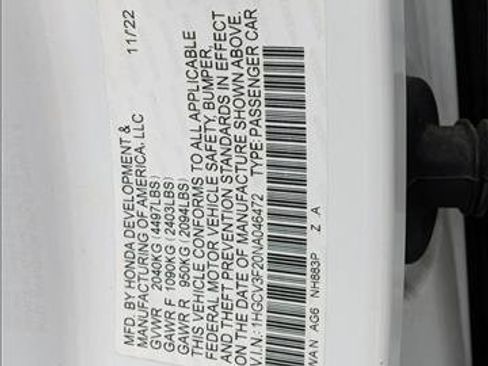 MFD. BY HONDA DEVELOPMENT & 11/22
MANUFACTURING OF AMERICA, LLC
GVWR 2040KG (4497LBS)
GAWR F 1090KG (2403LBS)
GAWR R 950KG (2094LBS)
THIS VEHICLE CONFORMS TO ALL APPLICABLE
FEDERAL MOTOR VEHICLE SAFETY, BUMPER,
AND THEFT PREVENTION STANDARDS IN EFFECT
ON THE DATE OF MANUFACTURE SHOWN ABOVE.
V.I.N.: 1HGCV3F20NA046472 TYPE: PASSENGER CAR
WAN AG6 NH883P Z A